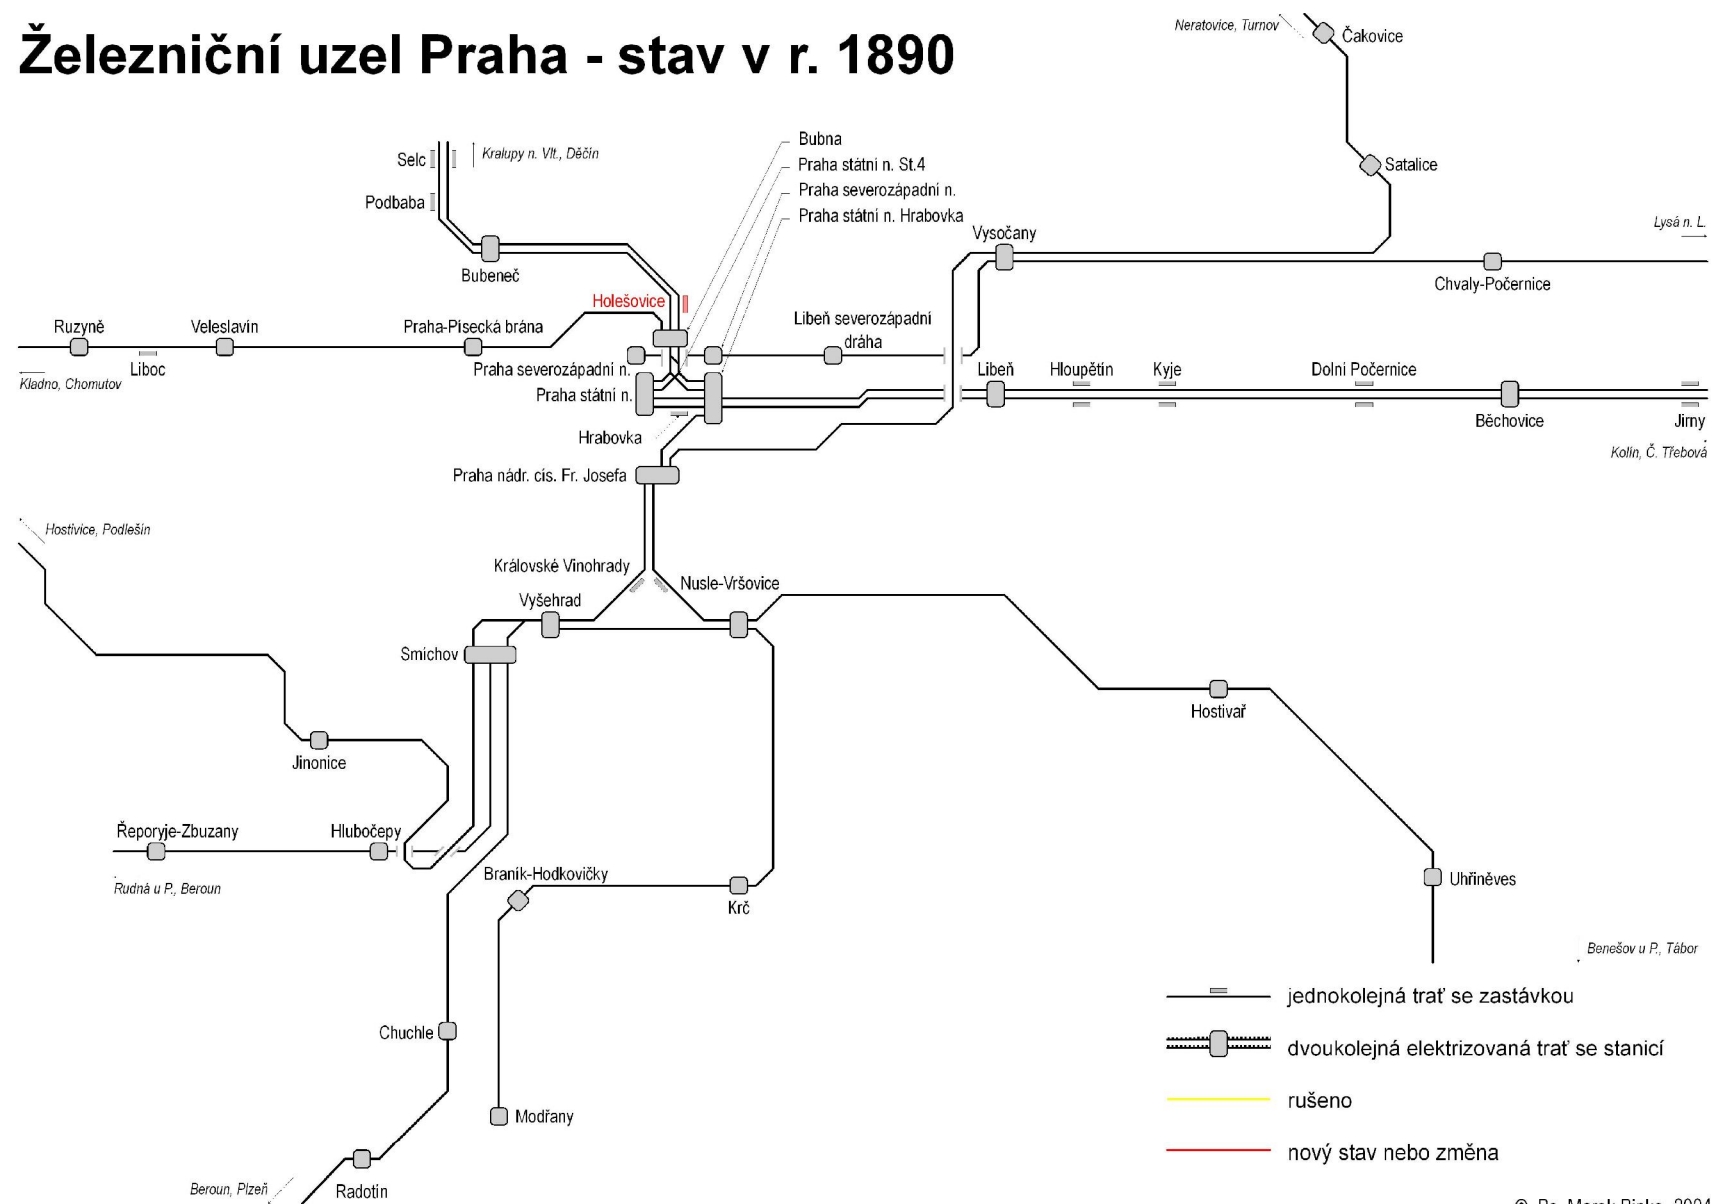 Železniční uzel Praha - stav v r. 1890
Neratovice, Turnov
Čakovice
Bubna
Selc
Kralupy n. Vlt., Děčín
Praha státní n. St.4
Satalice
Podbaba
Praha severozápadní n.
Praha státní n. Hrabovka
Lysá n. L.
Vysočany
Bubeneč
Chvaly-Počernice
Holešovice
Ruzyně
Veleslavín
Praha-Písecká brána
Libeň severozápadní
dráha
Liboc
Praha severozápadní n.
Libeň
Hloupětín
Kyje
Dolni Počernice
Kladno, Chomutov
Praha státní n.
Běchovice
Jirny
Hrabovka
Kolín, Č. Třebová
Praha nádr. cís. Fr. Josefa
Hostivice, Podlešín
Královské Vinohrady
Nusle-Vršovice
Vyšehrad
Smíchov
Hostivař
Jinonice
Řeporyje-Zbuzany
Hlubočepy
Rudná u P., Beroun
Braník-Hodkovičky
Krč
Uhříněves
Benešov u P., Tábor
jednokolejná trať se zastávkou
Chuchle
dvoukolejná elektrizovaná trať se stanicí
rušeno
Modřany
nový stav nebo změna
Beroun, Plzeň
Radotín